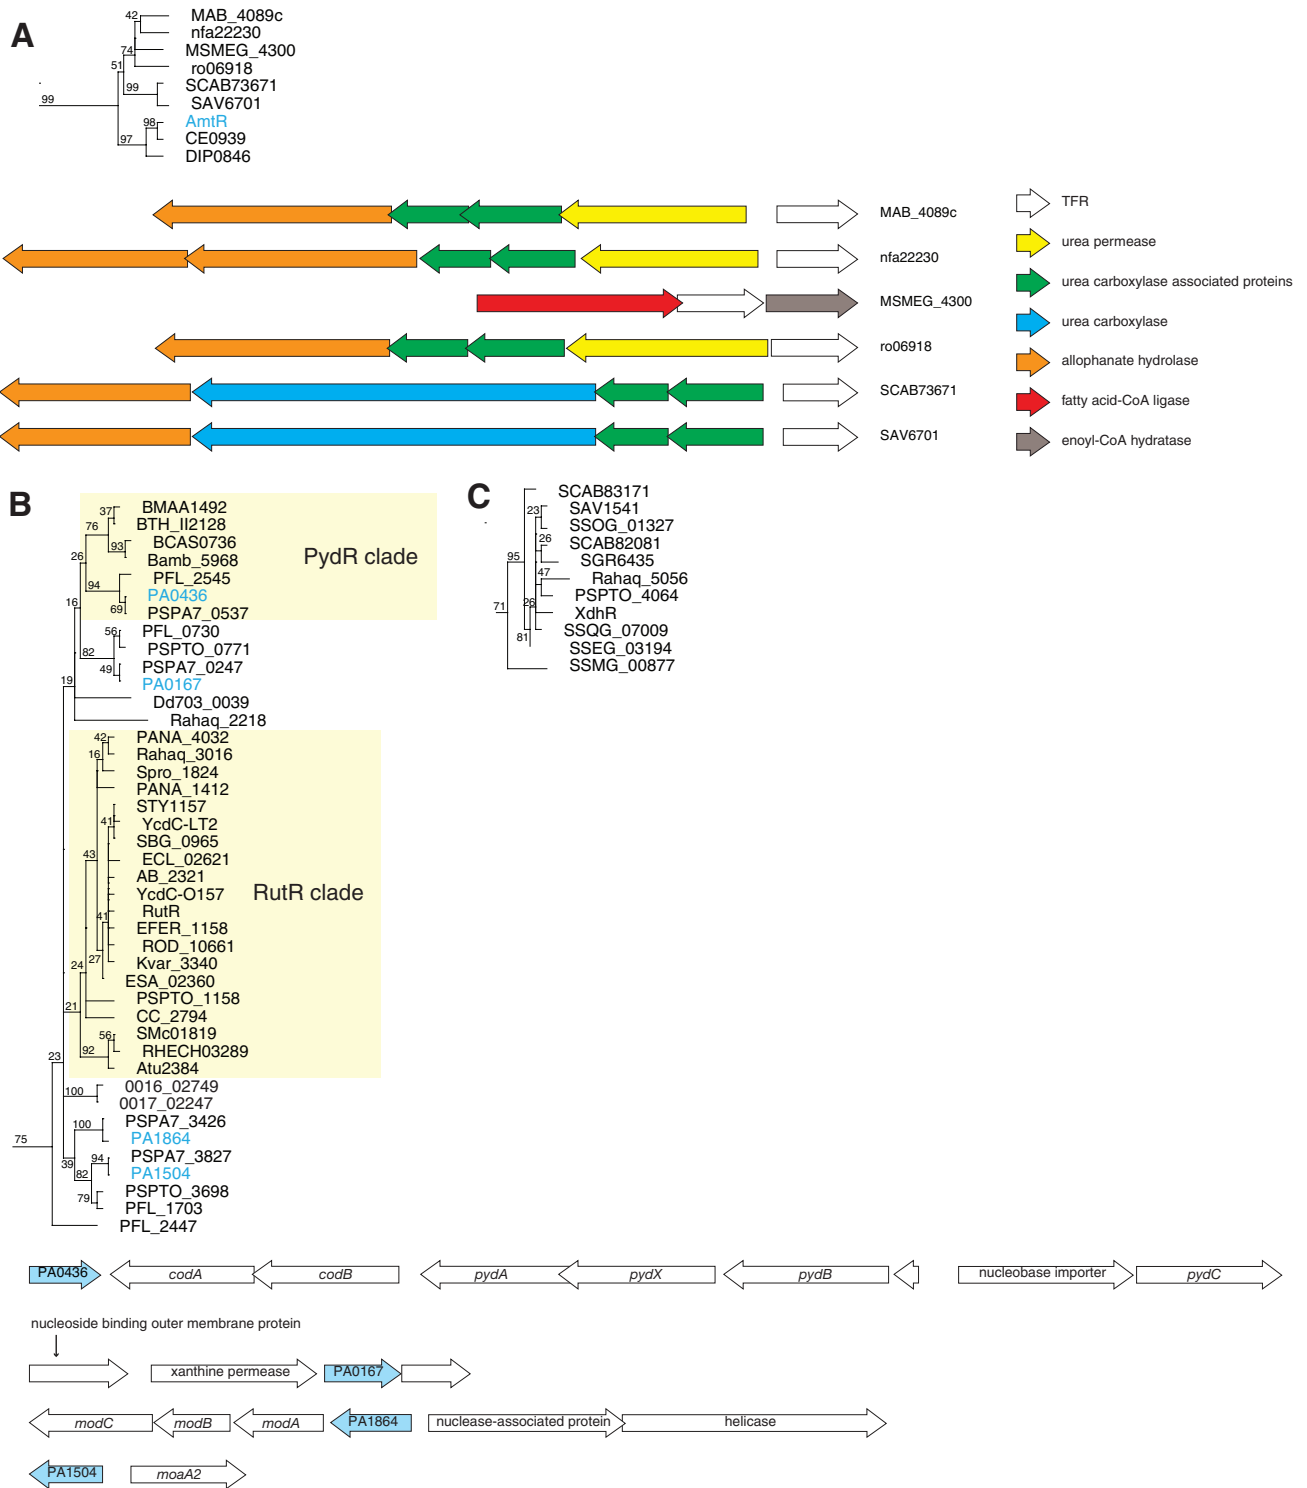 A
42
MAB_4089c
nfa22230
74
MSMEG_4300
51
ro06918
99
SCAB73671
99
SAV6701
98
AmtR
97
CE0939
DIP0846
MAB_4089c
nfa22230
MSMEG_4300
ro06918
SCAB73671
SAV6701
TFR
urea permease
urea carboxylase associated proteins
urea carboxylase
allophanate hydrolase
fatty acid-CoA ligase
enoyl-CoA hydratase
B
37
BMAA1492
76
BTH_II2128
93
BCAS0736
26
Bamb_5968
94
PFL_2545
PA0436
16
69
PSPA7_0537
PydR clade
56
PFL_0730
82
PSPTO_0771
49
PSPA7_0247
19
PA0167
Dd703_0039
Rahaq_2218
42
PANA_4032
16
Rahaq_3016
Spro_1824
PANA_1412
STY1157
41
YcdC-LT2
SBG_0965
43
ECL_02621
AB_2321
YcdC-O157
RutR clade
41
RutR
EFER_1158
ROD_10661
24
27
Kvar_3340
ESA_02360
21
PSPTO_1158
CC_2794
56
SMc01819
23
92
RHECH03289
Atu2384
100
0016_02749
0017_02247
100
PSPA7_3426
75
PA1864
39
94
PSPA7_3827
82
PA1504
79
PSPTO_3698
PFL_1703
PFL_2447
C
SCAB83171
23
SAV1541
SSOG_01327
95
26
SCAB82081
SGR6435
47
Rahaq_5056
71
26
PSPTO_4064
XdhR
81
SSQG_07009
SSEG_03194
SSMG_00877
PA0436
codA
codB
pydA
pydX
pydB
nucleobase importer
pydC
nucleoside binding outer membrane protein
xanthine permease
PA0167
modC
modB
modA
PA1864
nuclease-associated protein
helicase
PA1504
moaA2